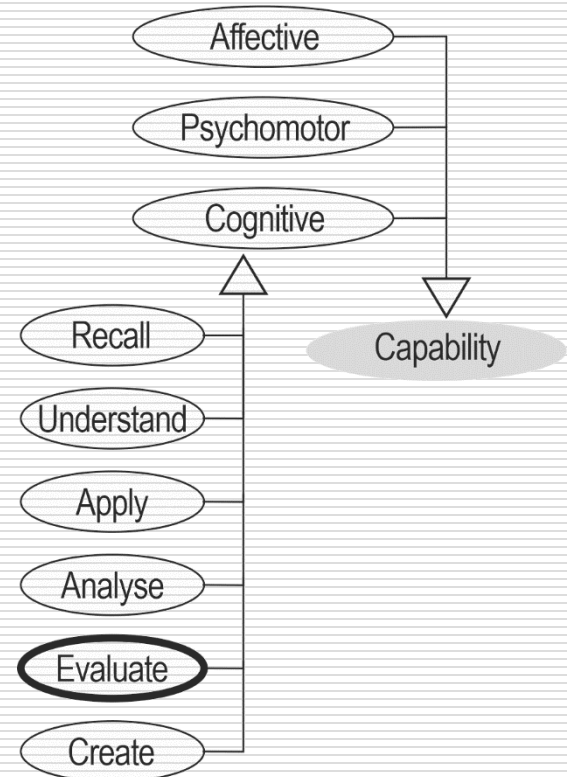 Affective
Psychomotor
Cognitive
Capability
Recall
Understand
Apply
Analyse
Evaluate
Create